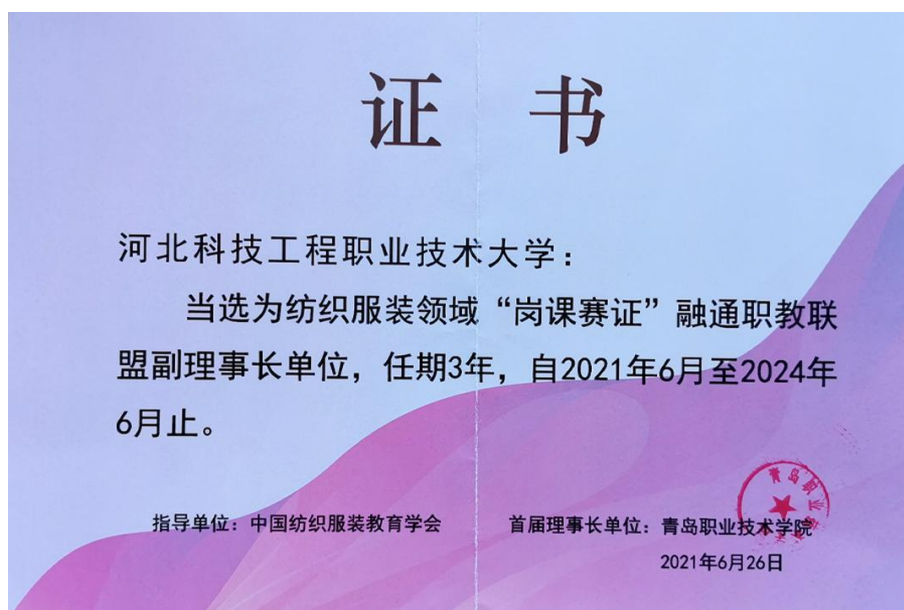 证 书
河北科技工程职业技术大学：
当选为纺织服装领域“岗课赛证”融通职教联
盟副理事长单位，任期3年，自2021年6月至2024年
6月止。
指导单位：中国纺织服装教育学会
首届理事长单位：青岛职业技术学院
2021年6月26日
青岛职业